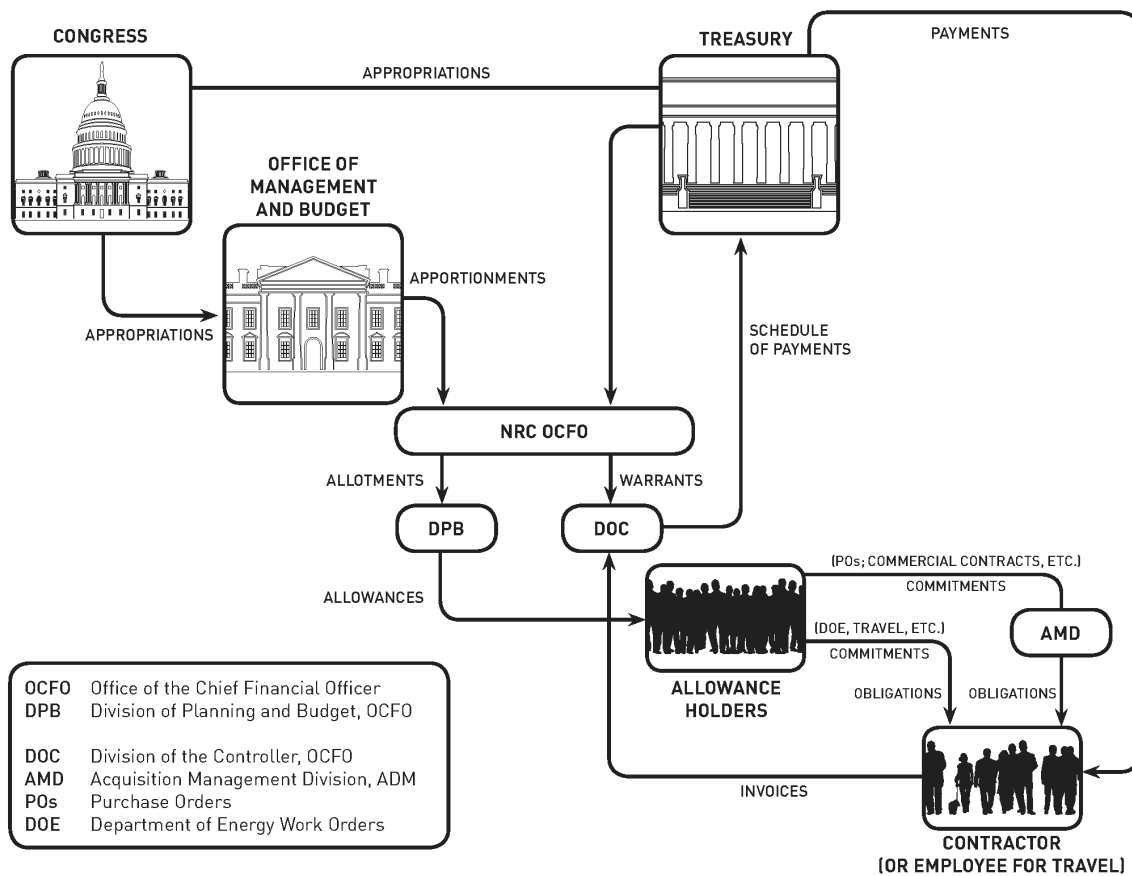 CONGRESS
TREASURY
PAYMENTS
APPROPRIATIONS
OFFICE OF
MANAGEMENT
AND BUDGET
APPORTIONMENTS
APPROPRIATIONS
SCHEDULE
OF PAYMENTS
NRC OCFO
ALLOTMENTS
WARRANTS
DPB
DOC
(POs; COMMERCIAL CONTRACTS, ETC.)
COMMITMENTS
ALLOWANCES
(DOE, TRAVEL, ETC.)
COMMITMENTS
AMD
ALLOWANCE
HOLDERS
OBLIGATIONS
OBLIGATIONS
INVOICES
CONTRACTOR
(OR EMPLOYEE FOR TRAVEL)
OCFO Office of the Chief Financial Officer
DPB Division of Planning and Budget, OCFO
DOC Division of the Controller, OCFO
AMD Acquisition Management Division, ADM
POs Purchase Orders
DOE Department of Energy Work Orders